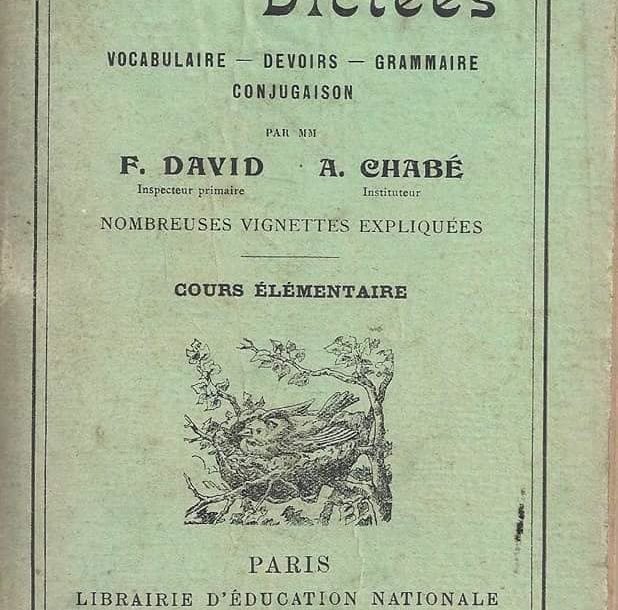 Dictées
VOCABULAIRE — DEVOIRS — GRAMMAIRE
CONJUGAISON
PAR MM
F. DAVID A. CHABÉ
Inspecteur primaire Instituteur
NOMBREUSES VIGNETTES EXPLIQUÉES
COURS ÉLÉMENTAIRE
PARIS
LIBRAIRIE D'ÉDUCATION NATIONALE